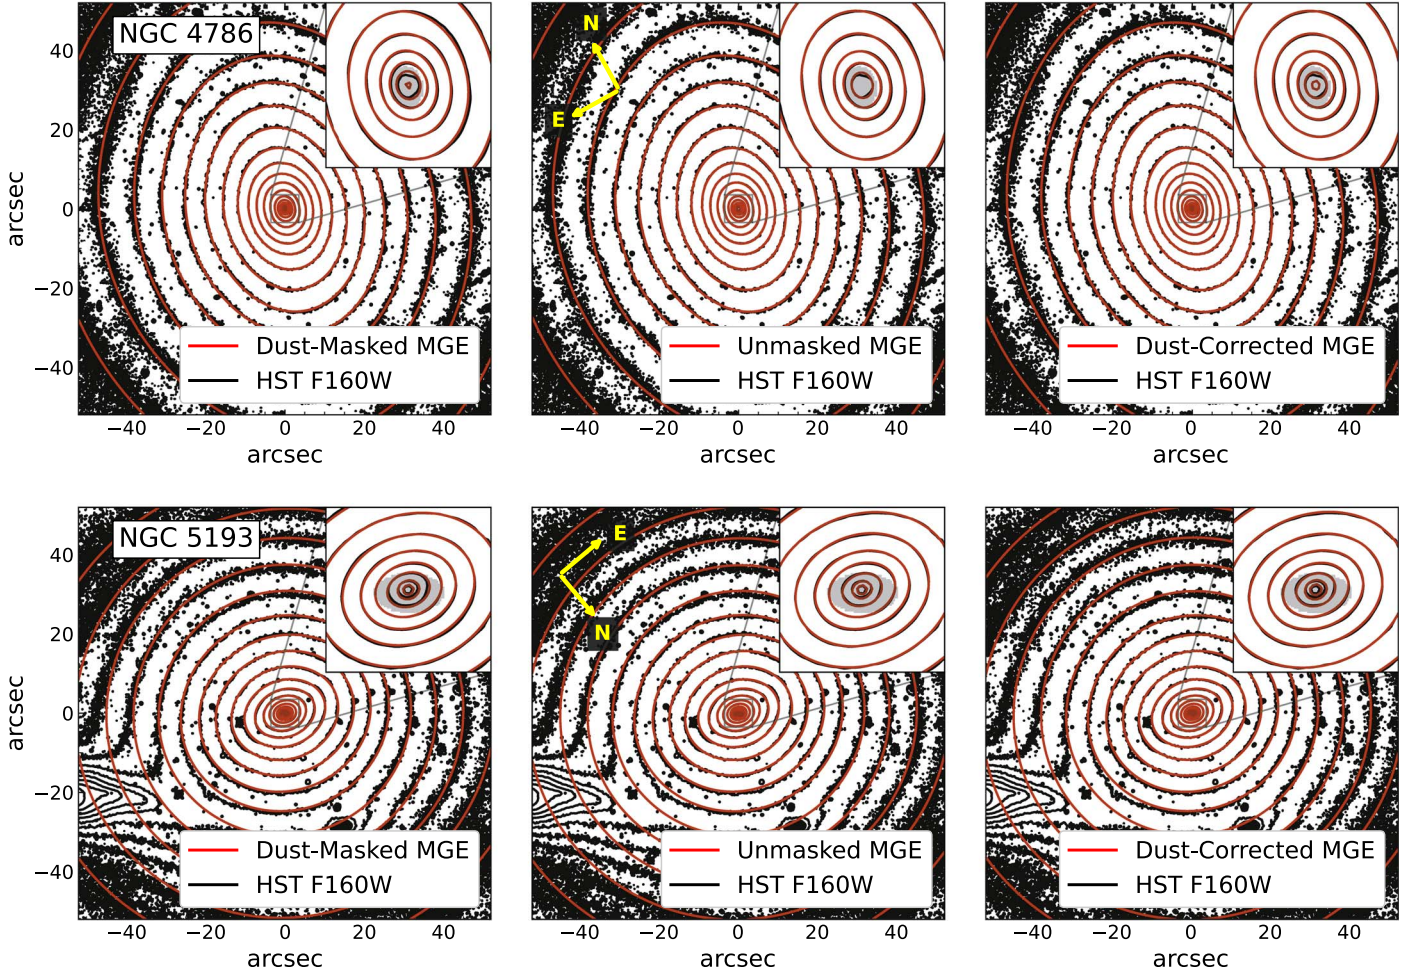 NGC 4786
N
E
arcsec
40
20
0
−20
−40
Dust-Masked MGE
HST F160W
Unmasked MGE
HST F160W
Dust-Corrected MGE
HST F160W
−40 −20 0 20 40
−40 −20 0 20 40
−40 −20 0 20 40
arcsec
arcsec
arcsec
NGC 5193
E
N
arcsec
40
20
0
−20
−40
Dust-Masked MGE
HST F160W
Unmasked MGE
HST F160W
Dust-Corrected MGE
HST F160W
−40 −20 0 20 40
−40 −20 0 20 40
−40 −20 0 20 40
arcsec
arcsec
arcsec